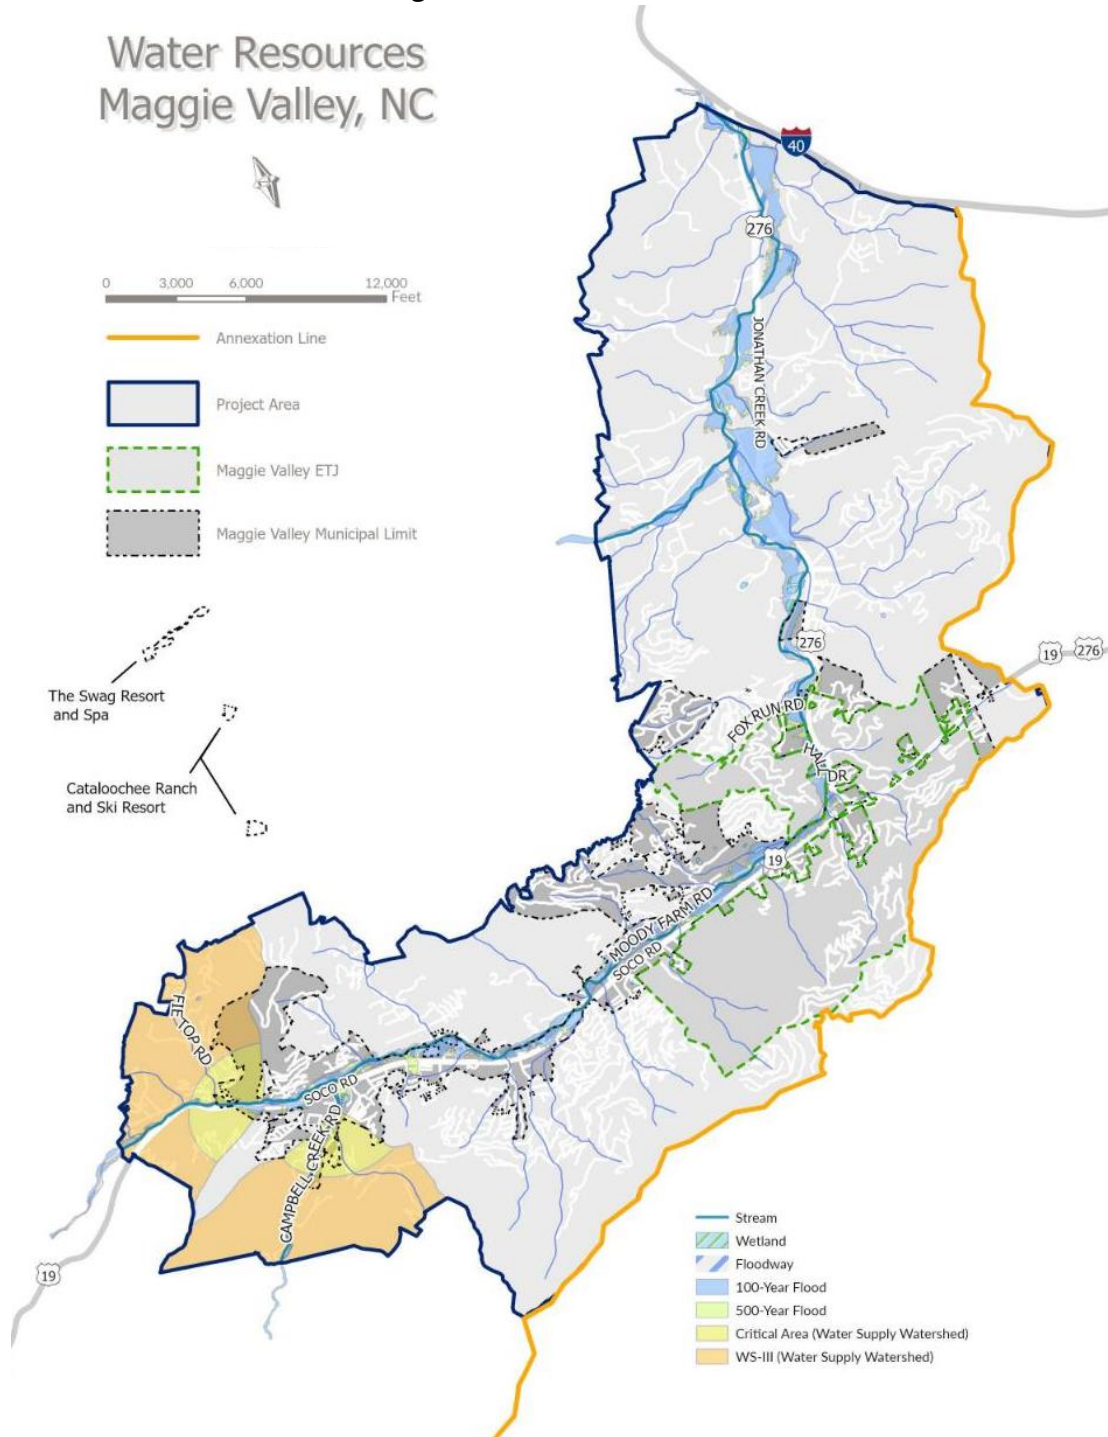 Water Resources
Maggie Valley, NC
0 3,000 6,000 12,000
Feet
Annexation Line
Project Area
Maggie Valley ETJ
Maggie Valley Municipal Limit
The Swag Resort
and Spa
Cataloochee Ranch
and Ski Resort
40
276
JONATHAN CREEK RD
276
19 276
FOX RUN RD
HALL DR
19
MOODY FARM RD
SOCO RD
FIE TOP RD
SOCO RD
CAMPBELL CREEK RD
19
Stream
Wetland
Floodway
100-Year Flood
500-Year Flood
Critical Area (Water Supply Watershed)
WS-III (Water Supply Watershed)